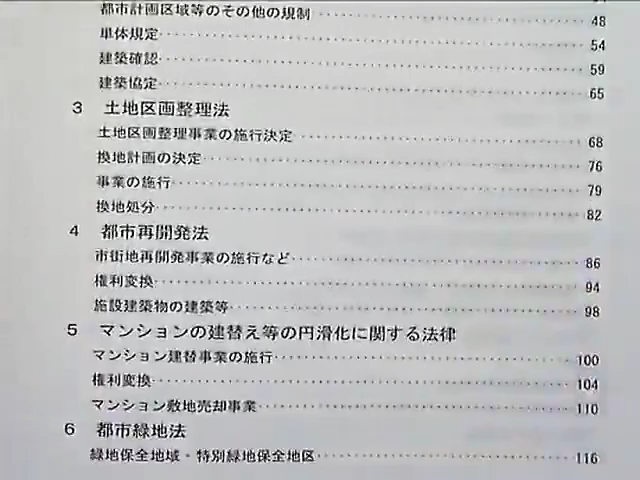 都市計画区域等のその他の規制 48
単体規定 54
建築確認 59
建築協定 65
3 土地区画整理法
土地区画整理事業の施行決定 68
換地計画の決定 76
事業の施行 79
換地処分 82
4 都市再開発法
市街地再開発事業の施行など 86
権利変換 94
施設建築物の建築等 98
5 マンションの建替え等の円滑化に関する法律
マンション建替事業の施行 100
権利変換 104
マンション敷地売却事業 110
6 都市緑地法
緑地保全地域・特別緑地保全地区 116